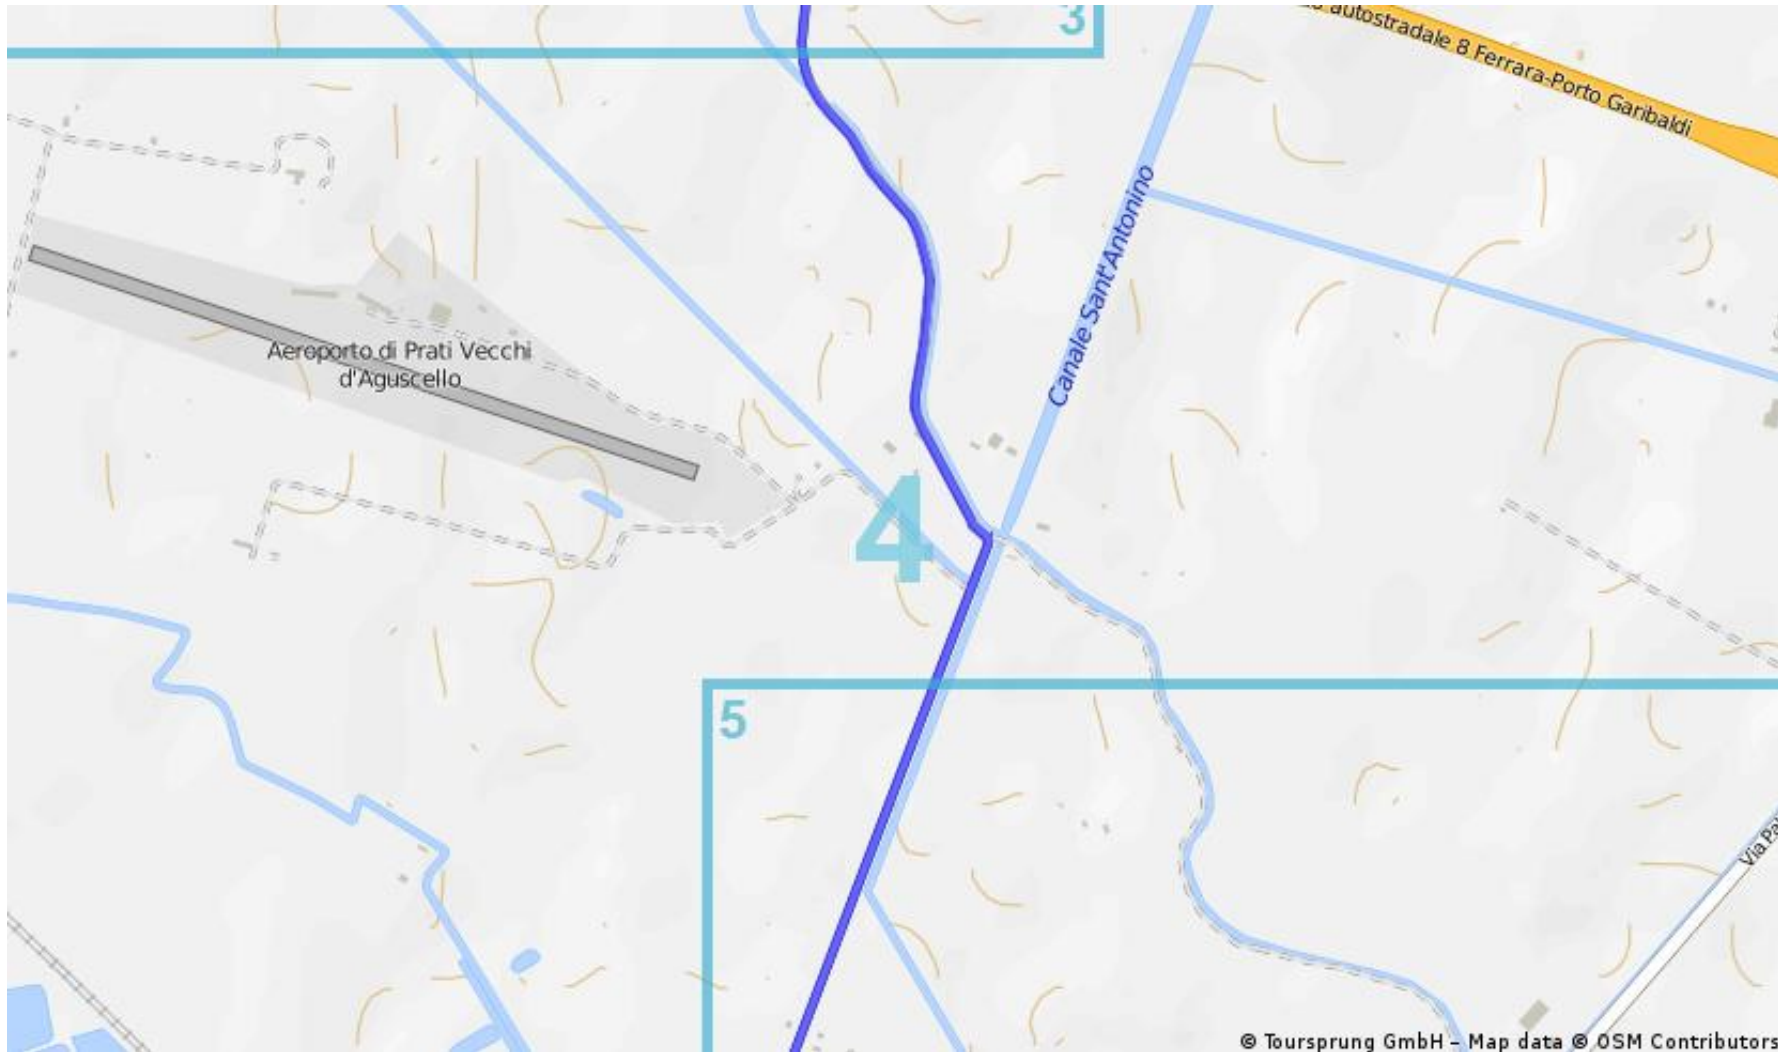 3
autostradale 8 Ferrara-Porto Garibaldi
Canale Sant'Antonino
Aeroporto di Prati Vecchi
d'Aguscello
4
5
Via
© Toursprung GmbH – Map data © OSM Contributors